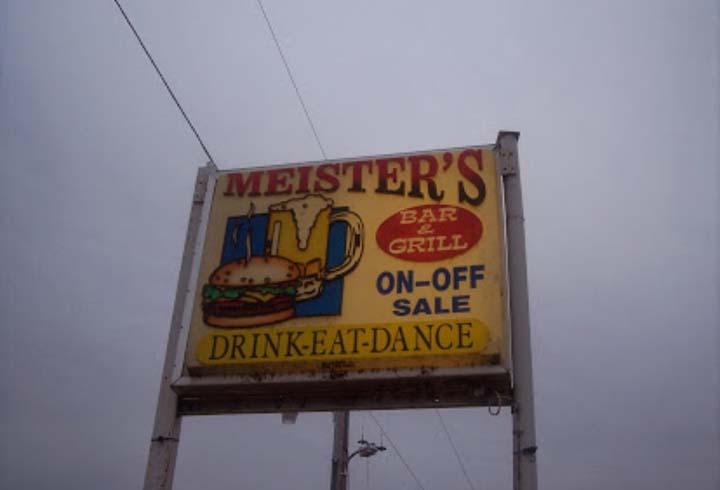 MEISTER'S
BAR
&
GRILL
ON-OFF
SALE
DRINK-EAT-DANCE